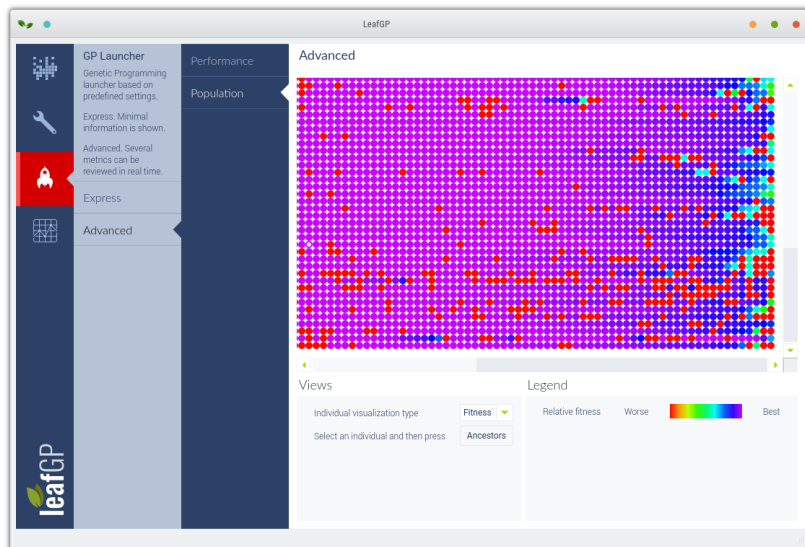 LeafGP
GP Launcher
Genetic Programming
launcher based on
predefined settings.
Express. Minimal
information is shown.
Advanced. Several
metrics can be
reviewed in real time.
Express
Advanced
Performance
Population
Advanced
Views
Individual visualization type
Fitness
Select an individual and then press
Ancestors
Legend
Relative fitness
Worse
Best
leafGP